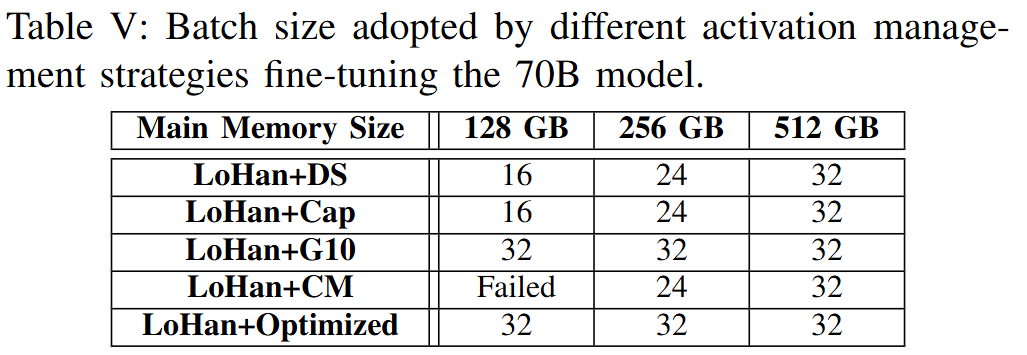 Table V: Batch size adopted by different activation manage-
ment strategies fine-tuning the 70B model.
Main Memory Size 128 GB 256 GB 512 GB
LoHan+DS 16 24 32
LoHan+Cap 16 24 32
LoHan+G10 32 32 32
LoHan+CM Failed 24 32
LoHan+Optimized 32 32 32